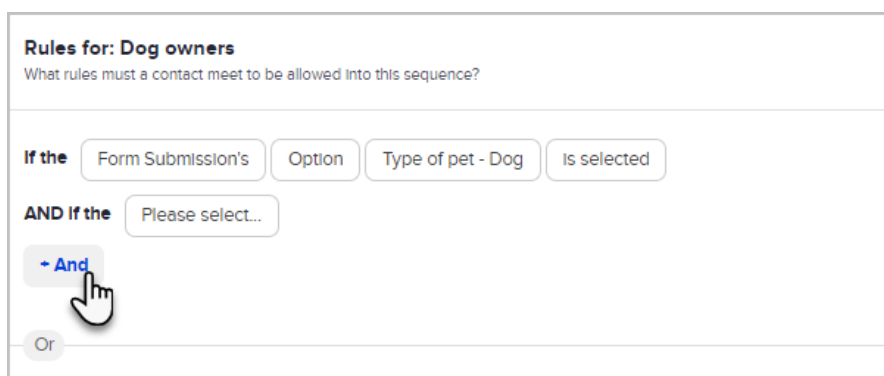 Rules for: Dog owners
What rules must a contact meet to be allowed into this sequence?
If the Form Submission's Option Type of pet - Dog is selected
AND if the Please select...
+ And
Or